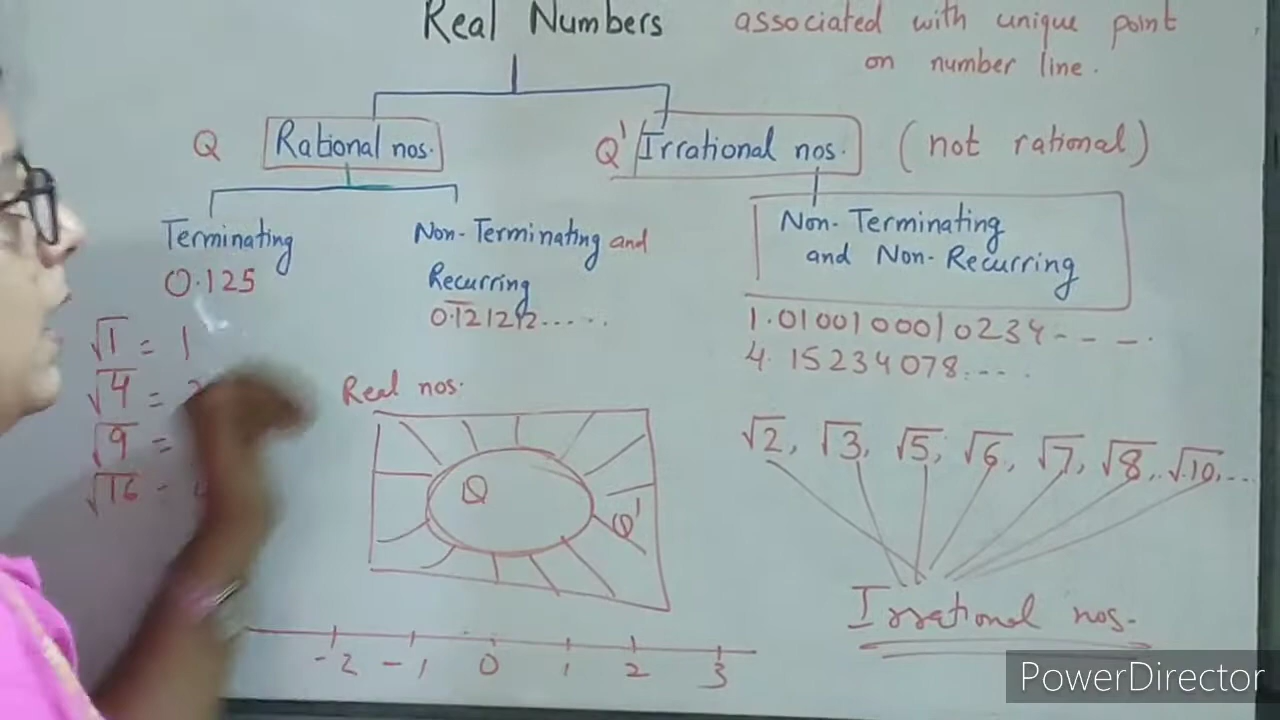 Real Numbers
associated with unique point
on number line.
Q
Rational nos.
Q'
Irrational nos.
(not rational)
Terminating
0.125
Non-Terminating and
Recurring
0.121212.....
Non-Terminating
and Non-Recurring
1.0100100010234----.
4.15234078....
√1 = 1
√4 =
√9 =
√16 -
Real nos.
Q
Q'
√2, √3, √5, √6, √7, √8, √10,...
Irrational nos.
-2 -1 0 1 2 3
PowerDirector